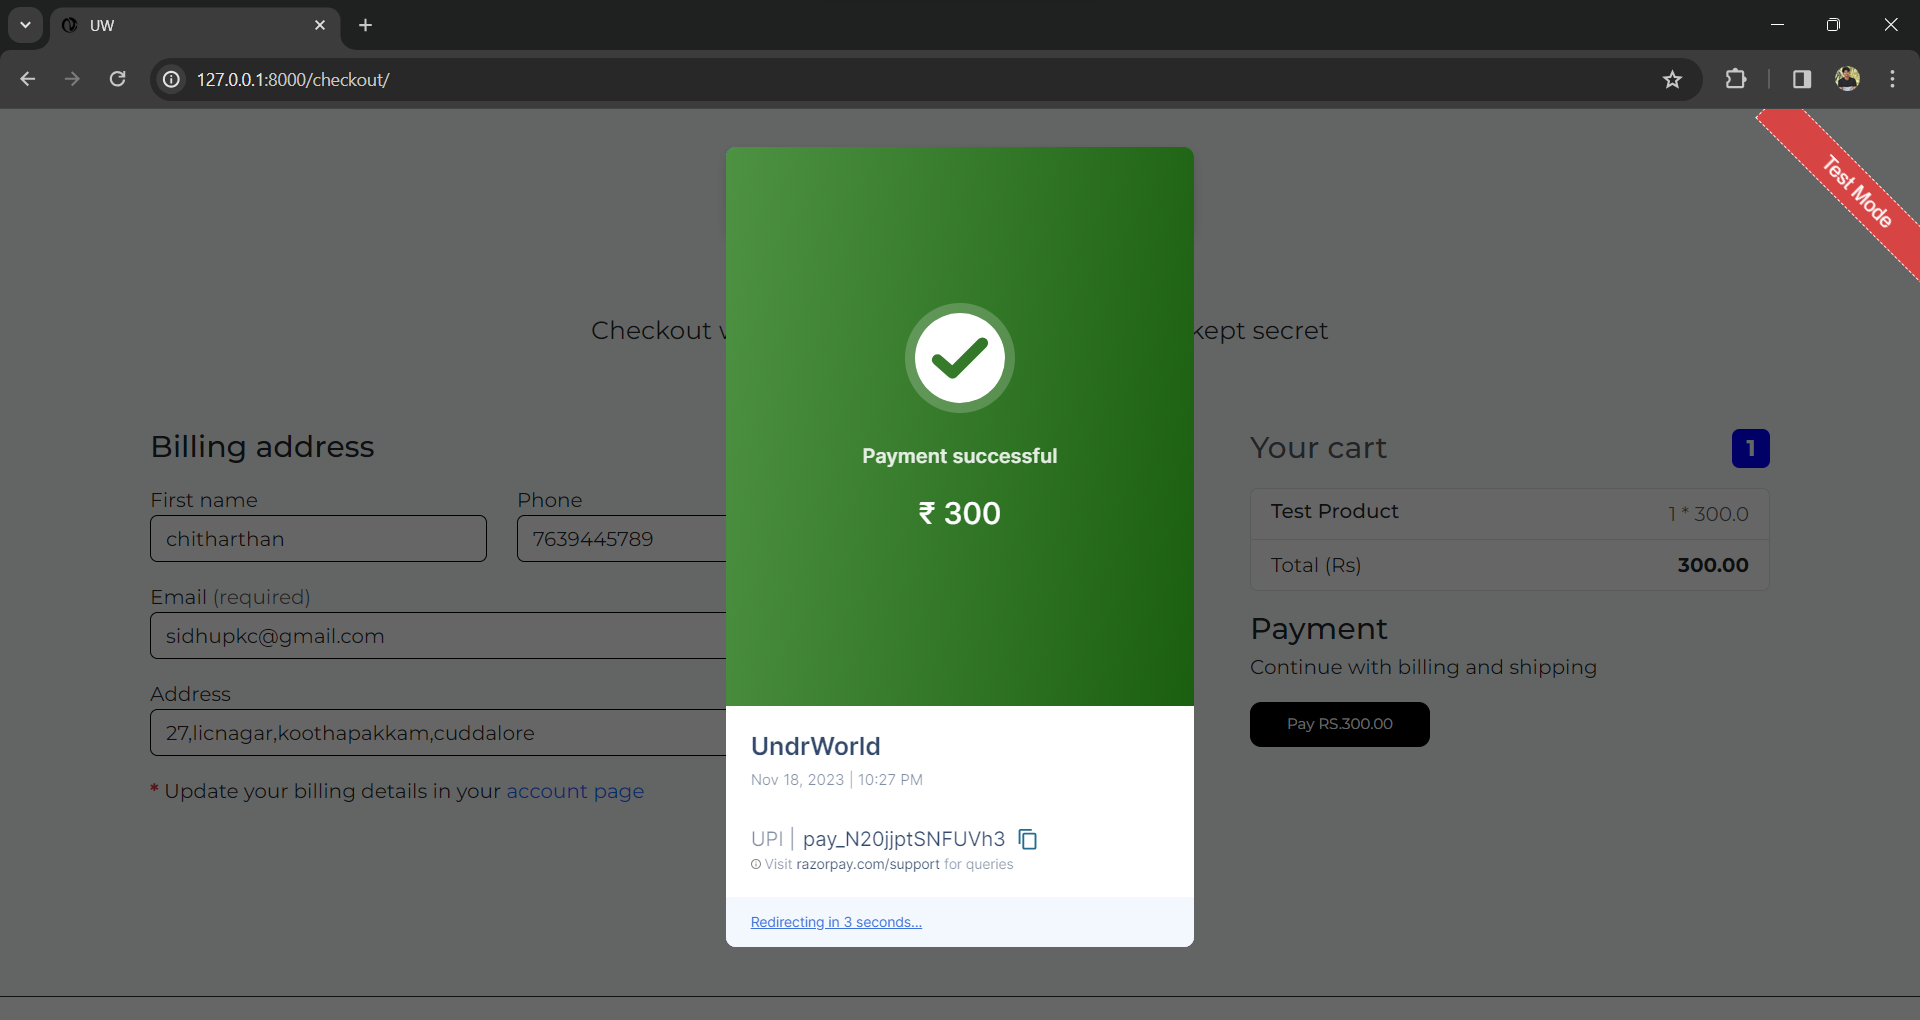 UW
127.0.0.1:8000/checkout/
Test Mode
Checkout kept secret
Billing address
First name
Phone
chitharthan
7639445789
Email (required)
sidhupkc@gmail.com
Address
27,licnagar,koothapakkam,cuddalore
* Update your billing details in your account page
Payment successful
₹ 300
UndrWorld
Nov 18, 2023 | 10:27 PM
UPI | pay_N20jjptSNFUVh3
Visit razorpay.com/support for queries
Redirecting in 3 seconds...
Your cart
1
Test Product
1 * 300.0
Total (Rs)
300.00
Payment
Continue with billing and shipping
Pay RS.300.00